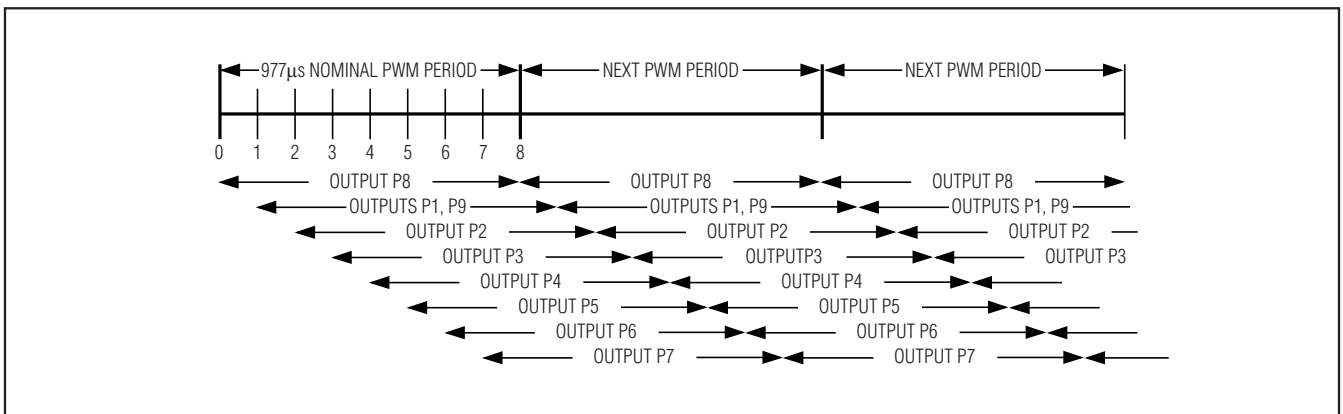 977μs NOMINAL PWM PERIOD NEXT PWM PERIOD NEXT PWM PERIOD
0 1 2 3 4 5 6 7 8
OUTPUT P8 OUTPUT P8 OUTPUT P8
OUTPUTS P1, P9 OUTPUTS P1, P9 OUTPUTS P1, P9
OUTPUT P2 OUTPUT P2 OUTPUT P2
OUTPUT P3 OUTPUTP3 OUTPUT P3
OUTPUT P4 OUTPUT P4
OUTPUT P5 OUTPUT P5
OUTPUT P6 OUTPUT P6
OUTPUT P7 OUTPUT P7